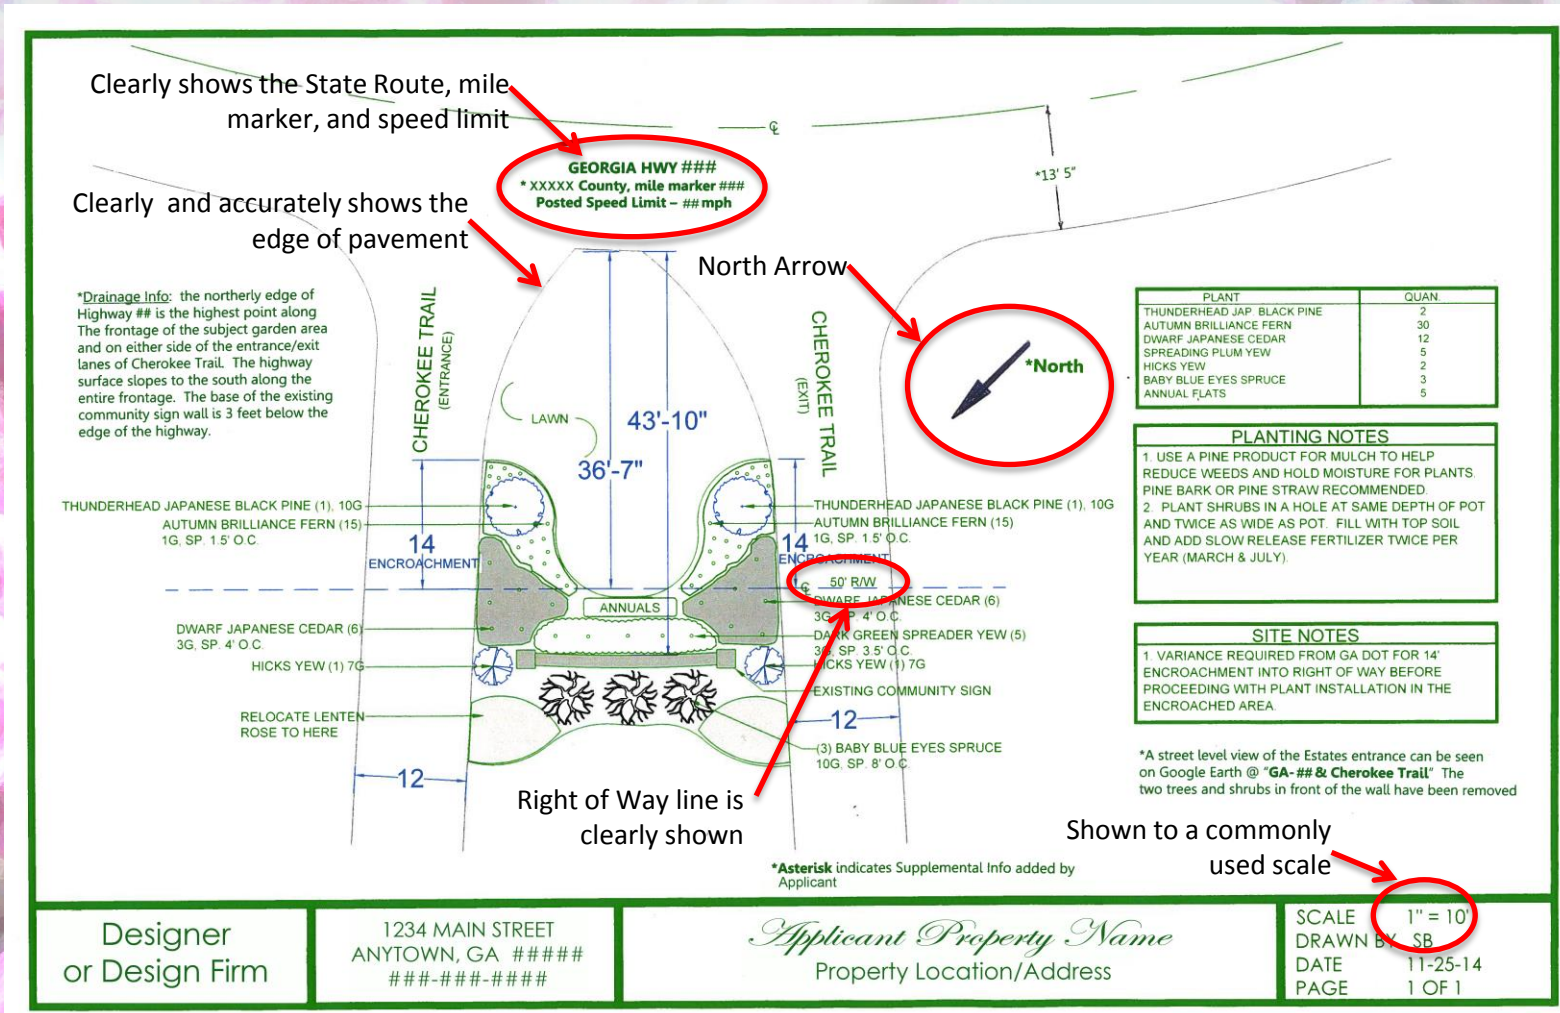 Clearly shows the State Route, mile
marker, and speed limit
℄
GEORGIA HWY ###
* XXXXX County, mile marker ###
Posted Speed Limit – ## mph
*13' 5"
Clearly and accurately shows the
edge of pavement
North Arrow
*North
*Drainage Info: the northerly edge of
Highway ## is the highest point along
The frontage of the subject garden area
and on either side of the entrance/exit
lanes of Cherokee Trail. The highway
surface slopes to the south along the
entire frontage. The base of the existing
community sign wall is 3 feet below the
edge of the highway.
CHEROKEE TRAIL
(ENTRANCE)
CHEROKEE TRAIL
(EXIT)
LAWN
43'-10"
36'-7"
PLANT QUAN.
THUNDERHEAD JAP. BLACK PINE 2
AUTUMN BRILLIANCE FERN 30
DWARF JAPANESE CEDAR 12
SPREADING PLUM YEW 5
HICKS YEW 2
BABY BLUE EYES SPRUCE 3
ANNUAL FLATS 5
PLANTING NOTES
1. USE A PINE PRODUCT FOR MULCH TO HELP
REDUCE WEEDS AND HOLD MOISTURE FOR PLANTS.
PINE BARK OR PINE STRAW RECOMMENDED.
2. PLANT SHRUBS IN A HOLE AT SAME DEPTH OF POT
AND TWICE AS WIDE AS POT. FILL WITH TOP SOIL
AND ADD SLOW RELEASE FERTILIZER TWICE PER
YEAR (MARCH & JULY).
THUNDERHEAD JAPANESE BLACK PINE (1), 10G
AUTUMN BRILLIANCE FERN (15)
1G, SP. 1.5' O.C.
14
ENCROACHMENT
THUNDERHEAD JAPANESE BLACK PINE (1), 10G
AUTUMN BRILLIANCE FERN (15)
1G, SP. 1.5' O.C.
14
ENCROACHMENT
℄
50' R/W
ANNUALS
DWARF JAPANESE CEDAR (6)
3G, SP. 4' O.C.
HICKS YEW (1) 7G
RELOCATE LENTEN
ROSE TO HERE
DWARF JAPANESE CEDAR (6)
3G, SP. 4' O.C.
DARK GREEN SPREADER YEW (5)
3G, SP. 3.5' O.C.
HICKS YEW (1) 7G
EXISTING COMMUNITY SIGN
12
(3) BABY BLUE EYES SPRUCE
10G, SP. 8' O.C.
12
SITE NOTES
1. VARIANCE REQUIRED FROM GA DOT FOR 14'
ENCROACHMENT INTO RIGHT OF WAY BEFORE
PROCEEDING WITH PLANT INSTALLATION IN THE
ENCROACHED AREA.
*A street level view of the Estates entrance can be seen
on Google Earth @ "GA-## & Cherokee Trail" The
two trees and shrubs in front of the wall have been removed
Right of Way line is
clearly shown
Shown to a commonly
used scale
*Asterisk indicates Supplemental Info added by
Applicant
Designer
or Design Firm
1234 MAIN STREET
ANYTOWN, GA #####
###-###-####
Applicant Property Name
Property Location/Address
SCALE 1" = 10'
DRAWN BY SB
DATE 11-25-14
PAGE 1 OF 1